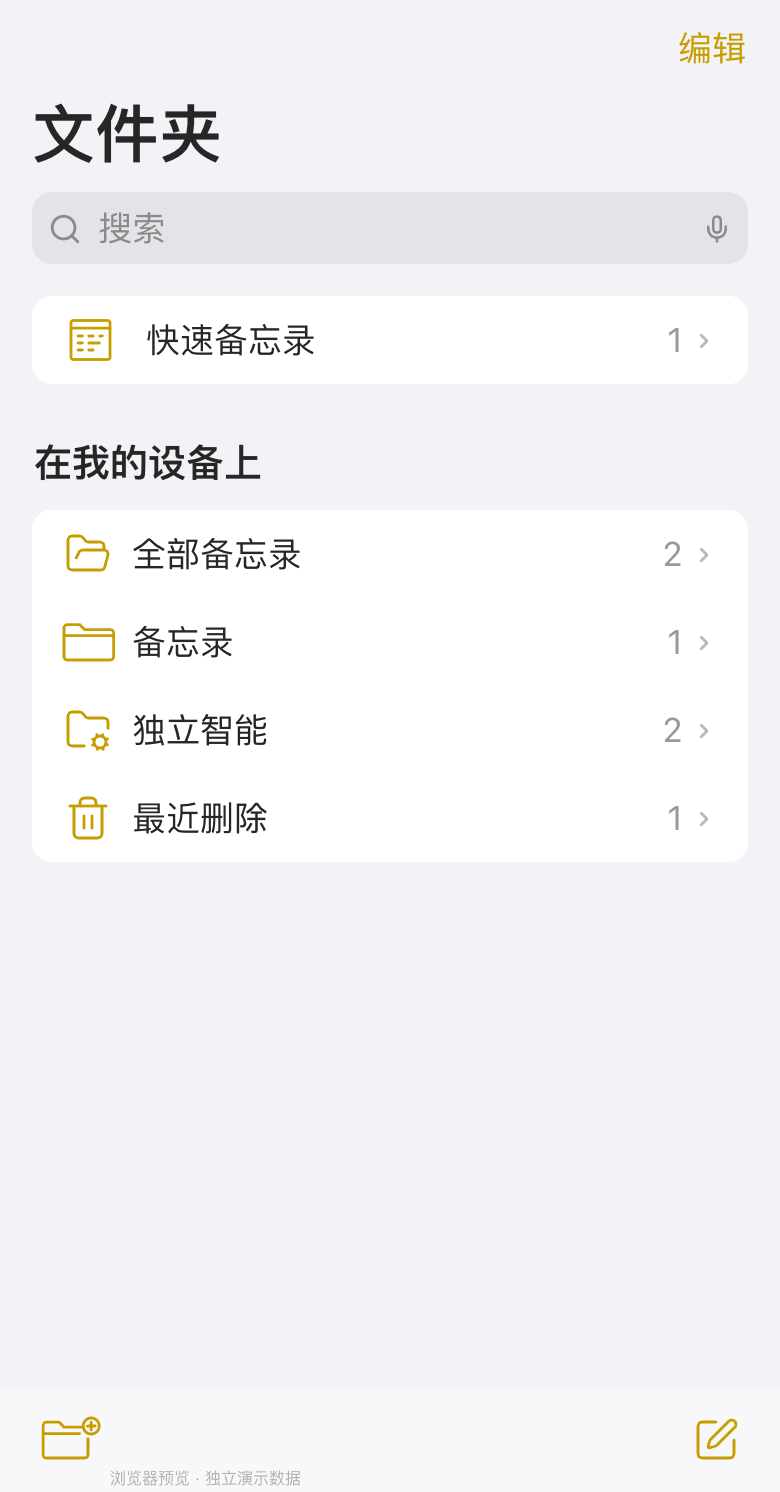 编辑
文件夹
搜索
快速备忘录 1
在我的设备上
全部备忘录 2
备忘录 1
独立智能 2
最近删除 1
浏览器预览 · 独立演示数据